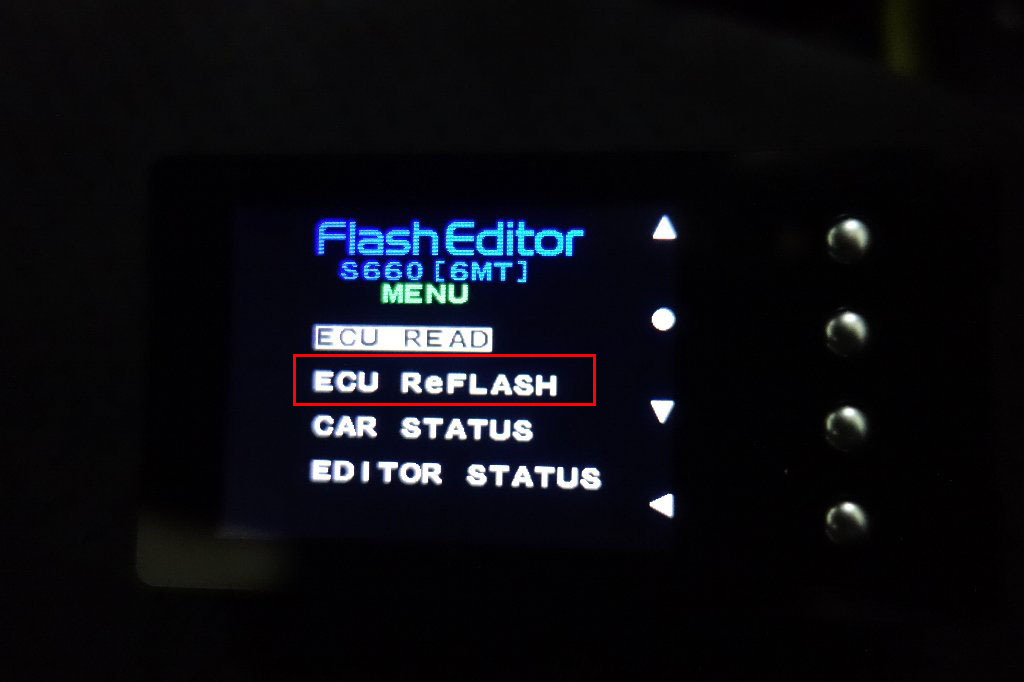 FlashEditor
S660[6MT]
MENU
ECU READ
ECU ReFLASH
CAR STATUS
EDITOR STATUS